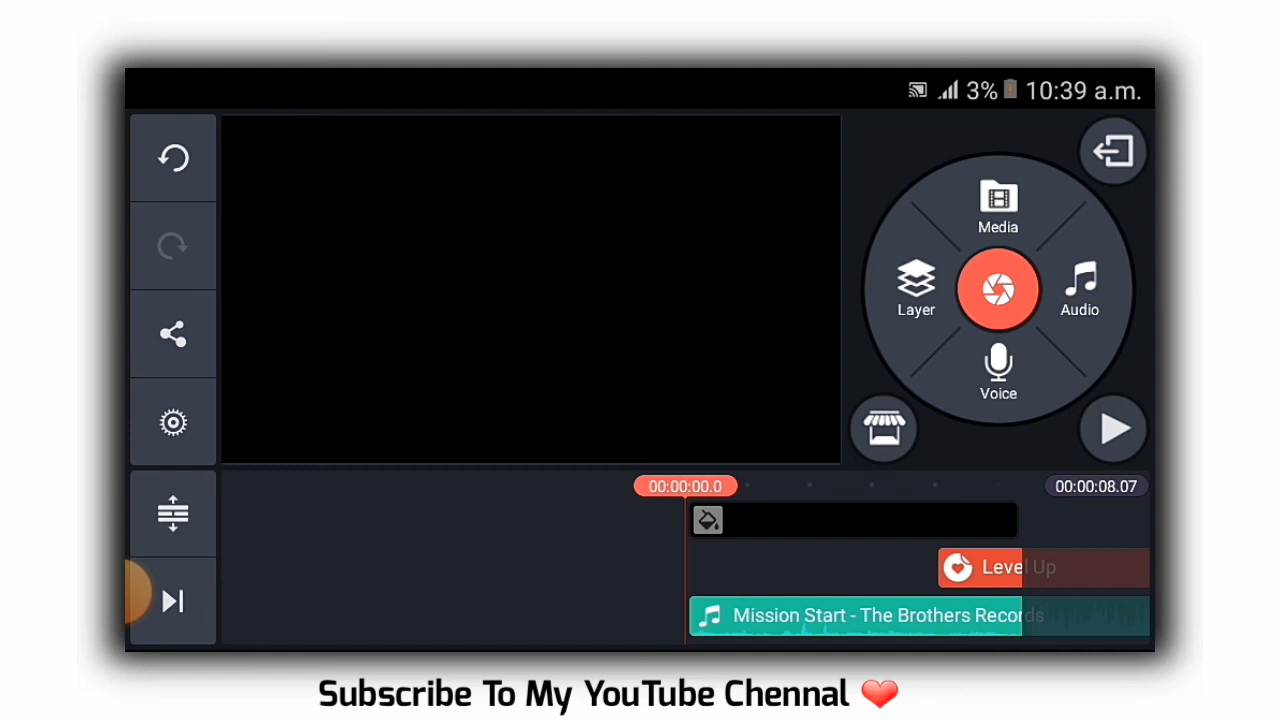 3% 10:39 a.m.
Media
Layer
Audio
Voice
00:00:00.0
00:00:08.07
Level Up
Mission Start - The Brothers Records
Subscribe To My YouTube Chennal ❤️